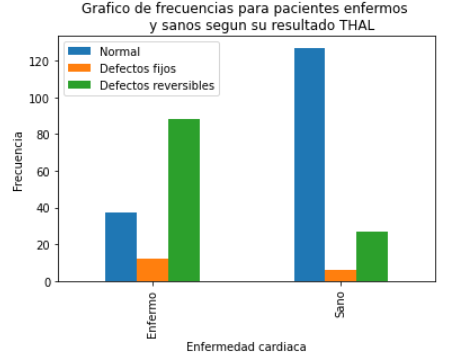 Grafico de frecuencias para pacientes enfermos
y sanos segun su resultado THAL
Normal
Defectos fijos
Defectos reversibles
Frecuencia
120
100
80
60
40
20
0
Enfermo
Sano
Enfermedad cardiaca